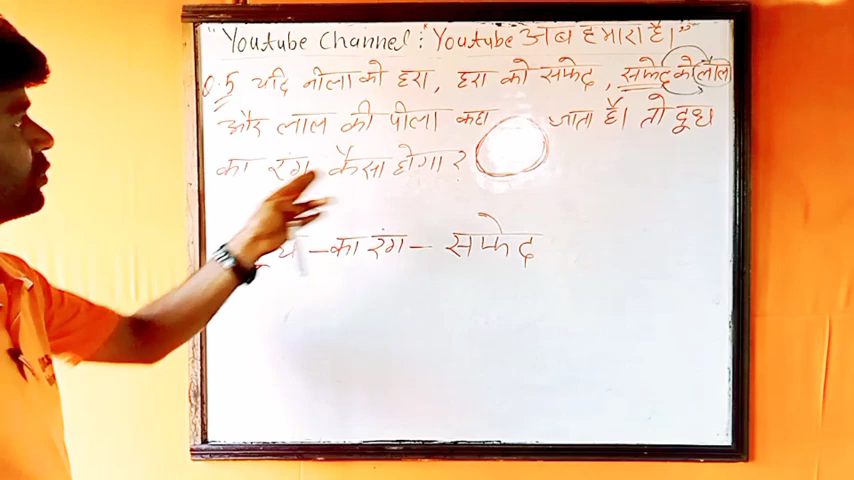 "Youtube Channel: "Youtube अब हमारा है।"
Q.5 यदि नीला को हरा, हरा को सफेद, सफेद को लाल
और लाल को पीला कहा जाता है। तो दूध
का रंग कैसा होगा?
का रंग - सफेद